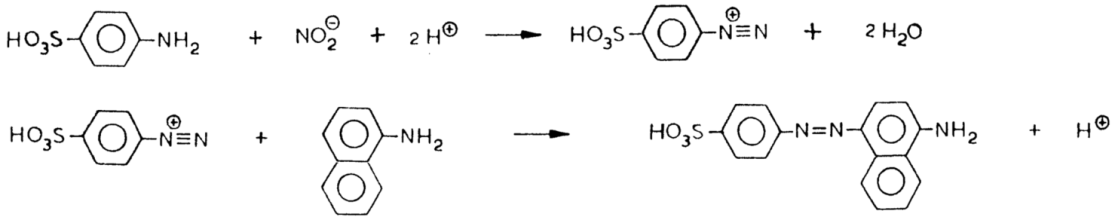 HO₃S NH₂ + NO₂⊖ + 2 H⊕ → HO₃S N⊕≡N + 2 H₂O
HO₃S N⊕≡N + NH₂ → HO₃S N=N NH₂ + H⊕